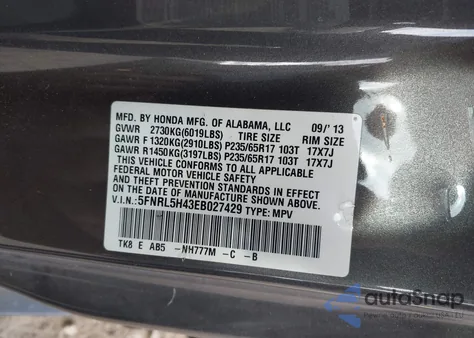 MFD. BY HONDA MFG. OF ALABAMA, LLC 09/'13
GVWR 2730KG(6019LBS) TIRE SIZE RIM SIZE
GAWR F 1320KG(2910LBS) P235/65R17 103T 17X7J
GAWR R1450KG(3197LBS) P235/65R17 103T 17X7J
THIS VEHICLE CONFORMS TO ALL APPLICABLE
FEDERAL MOTOR VEHICLE SAFETY AND
THEFT PREVENTION STANDARDS IN EFFECT ON
THE DATE OF MANUFACTURE SHOWN ABOVE.
V.I.N.: 5FNRL5H43EB027429 TYPE: MPV
TK8 E AB5 -NH777M -C -B
autoSnap